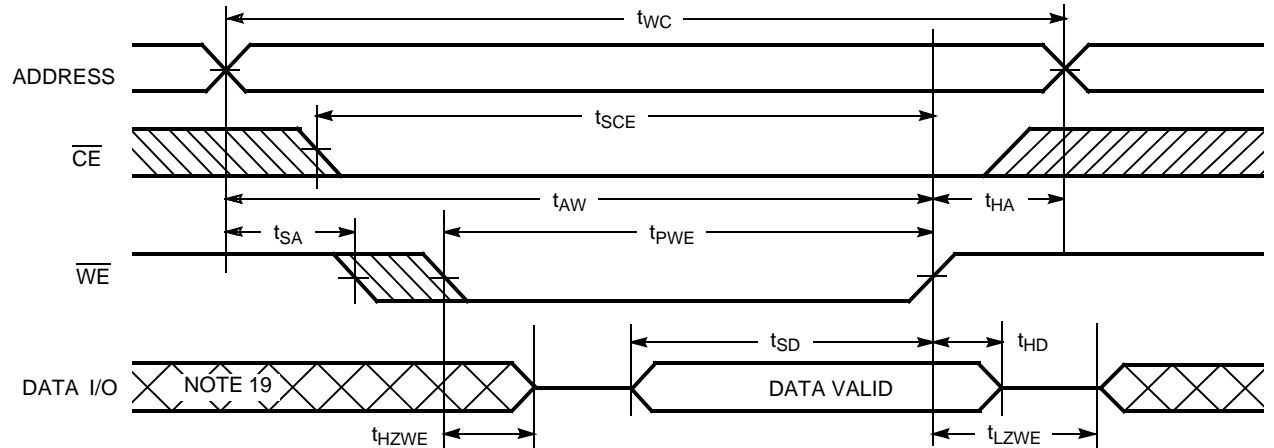 tWC
ADDRESS
tSCE
CE
tAW
tHA
tSA
tPWE
WE
tSD
tHD
DATA I/O
NOTE 19
DATA VALID
tHZWE
tLZWE